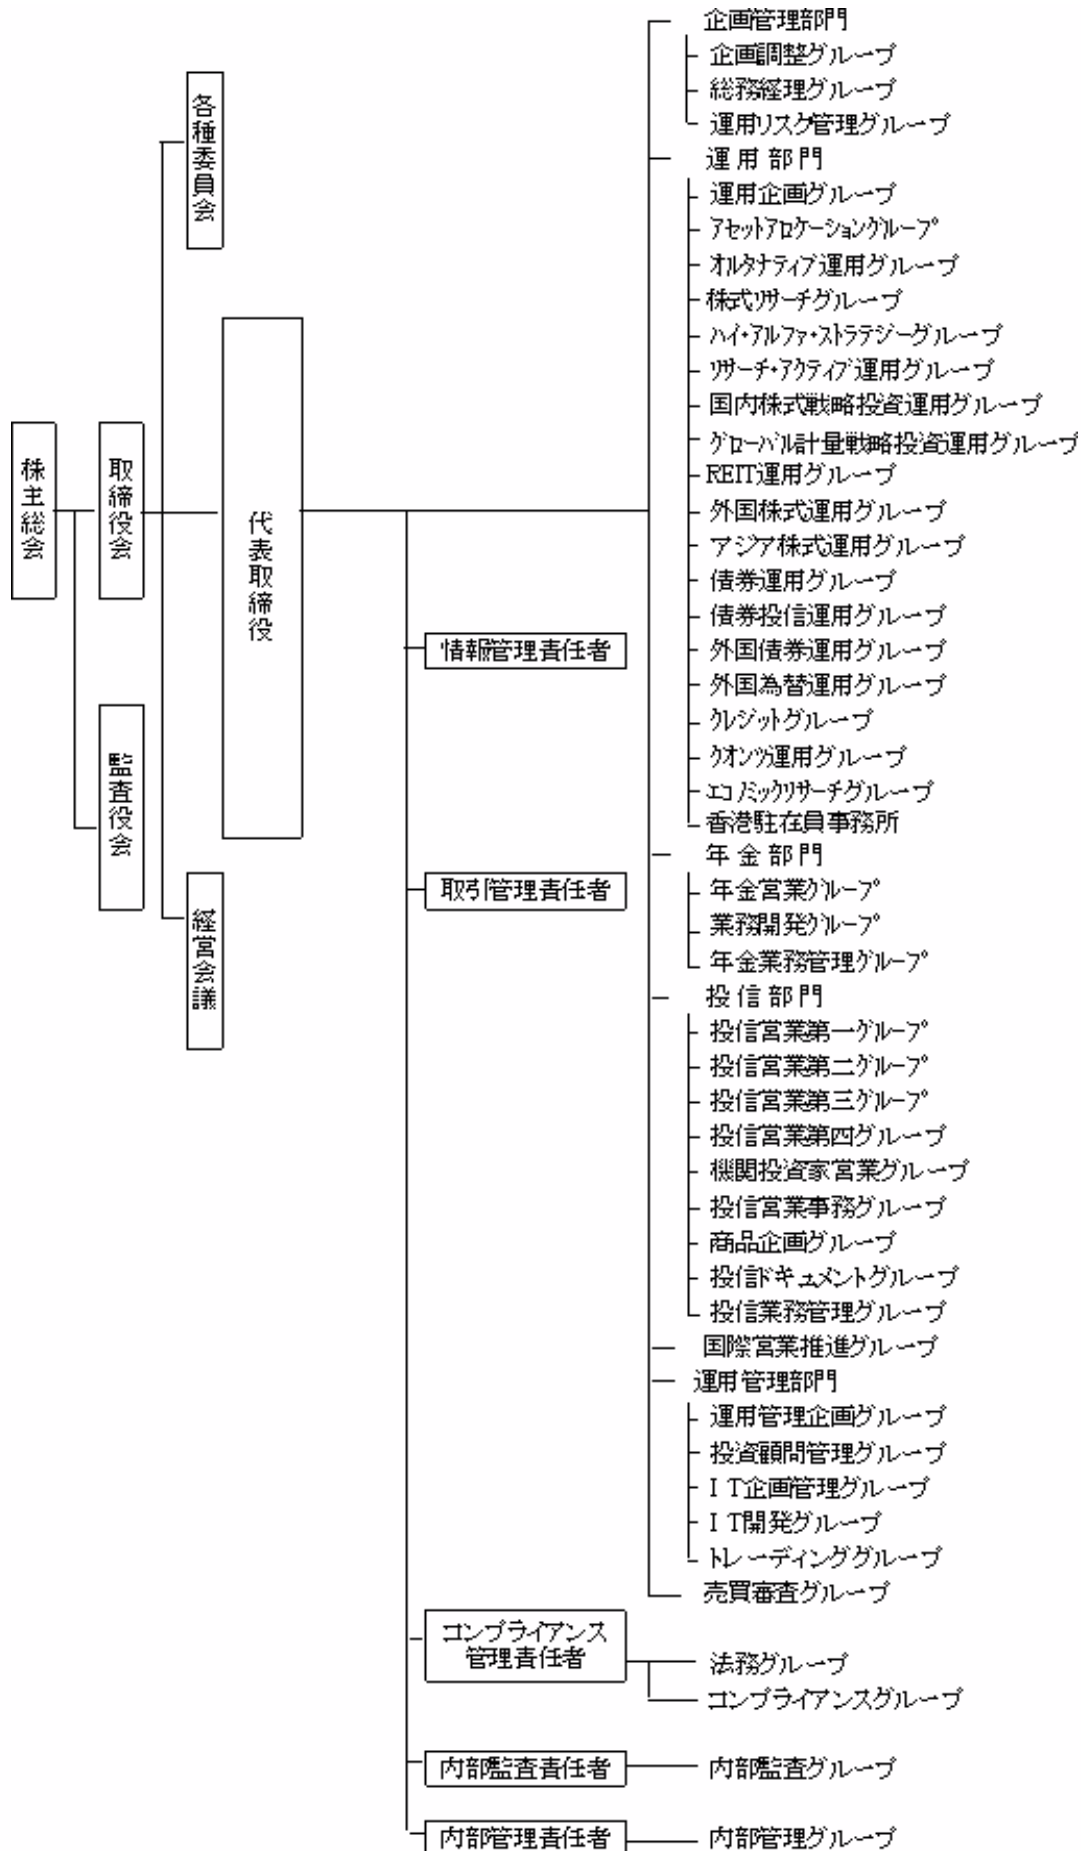 株主総会
取締役会
監査役会
各種委員会
代表取締役
経営会議
情報管理責任者
取引管理責任者
コンプライアンス
管理責任者
内部監査責任者
内部管理責任者
企画管理部門
企画調整グループ
総務経理グループ
運用リスク管理グループ
運用部門
運用企画グループ
アセットアロケーショングループ
オルタナティブ運用グループ
株式リサーチグループ
ハイ・アルファ・ストラテジーグループ
リサーチ・アクティブ運用グループ
国内株式戦略投資運用グループ
グローバル計量戦略投資運用グループ
REIT運用グループ
外国株式運用グループ
アジア株式運用グループ
債券運用グループ
債券投信運用グループ
外国債券運用グループ
外国為替運用グループ
クレジットグループ
クオンツ運用グループ
エコノミックリサーチグループ
香港駐在員事務所
年金部門
年金営業グループ
業務開発グループ
年金業務管理グループ
投信部門
投信営業第一グループ
投信営業第二グループ
投信営業第三グループ
投信営業第四グループ
機関投資家営業グループ
投信営業事務グループ
商品企画グループ
投信ドキュメントグループ
投信業務管理グループ
国際営業推進グループ
運用管理部門
運用管理企画グループ
投資顧問管理グループ
IT企画管理グループ
IT開発グループ
トレーディンググループ
売買審査グループ
法務グループ
コンプライアンスグループ
内部監査グループ
内部管理グループ